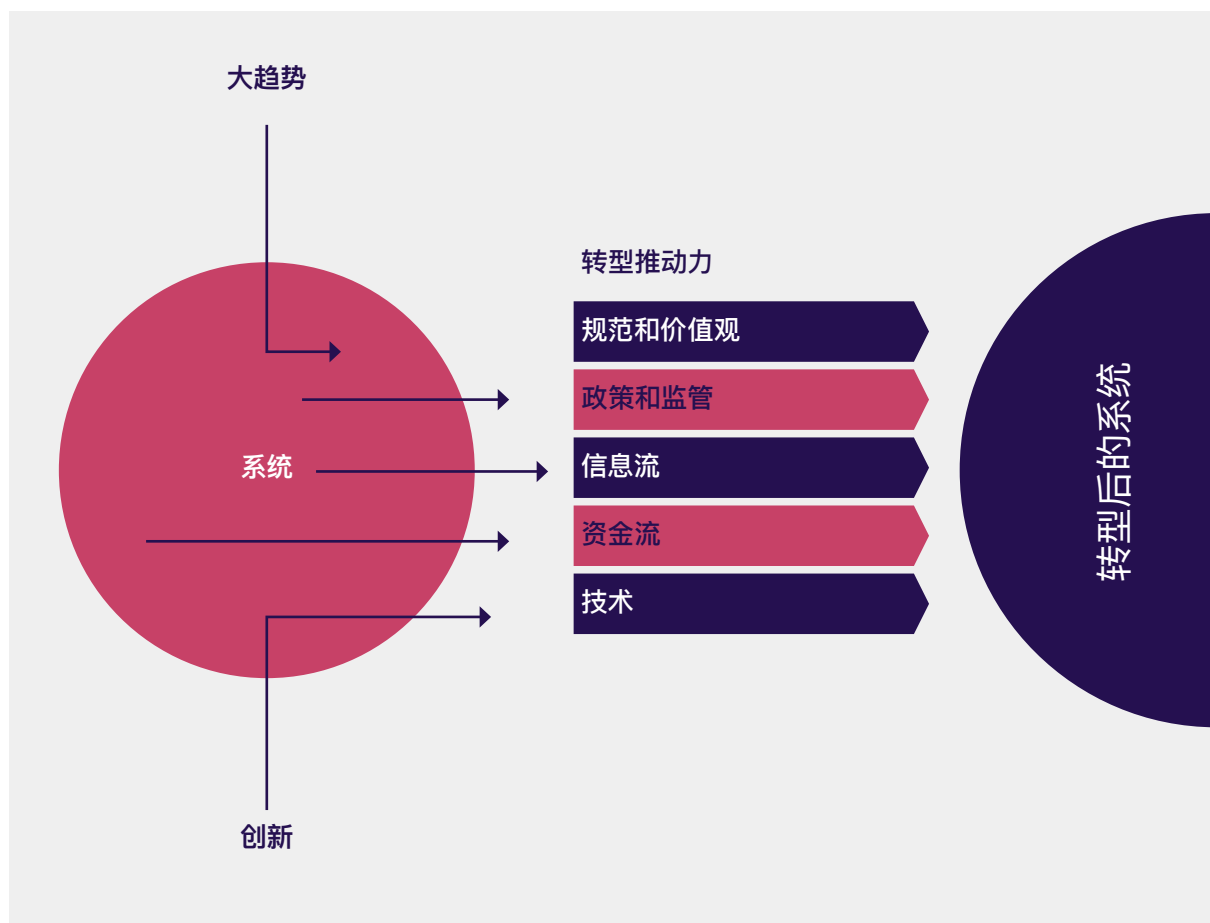 大趋势
转型推动力
规范和价值观
政策和监管
信息流
资金流
技术
系统
创新
转型后的系统